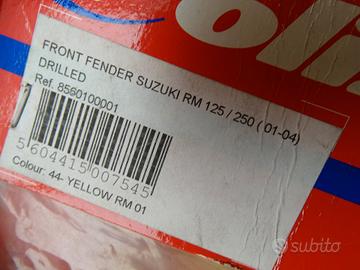 FRONT FENDER SUZUKI RM 125 / 250 ( 01-04)
DRILLED
Ref. 8560100001
5604415007545
Colour: 44- YELLOW RM 01
subito